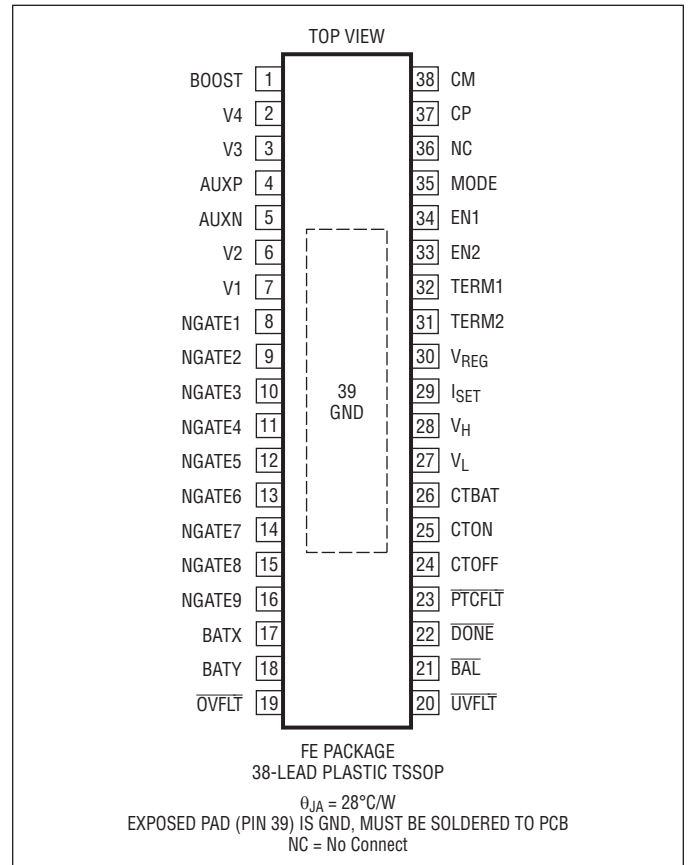 TOP VIEW
BOOST 1 38 CM
V4 2 37 CP
V3 3 36 NC
AUXP 4 35 MODE
AUXN 5 34 EN1
V2 6 33 EN2
V1 7 32 TERM1
NGATE1 8 31 TERM2
NGATE2 9 30 VREG
NGATE3 10 39 29 ISET
GND
NGATE4 11 28 VH
NGATE5 12 27 VL
NGATE6 13 26 CTBAT
NGATE7 14 25 CTON
NGATE8 15 24 CTOFF
NGATE9 16 23 PTCFLT
BATX 17 22 DONE
BATY 18 21 BAL
OVFLT 19 20 UVFLT
FE PACKAGE
38-LEAD PLASTIC TSSOP
θJA = 28°C/W
EXPOSED PAD (PIN 39) IS GND, MUST BE SOLDERED TO PCB
NC = No Connect